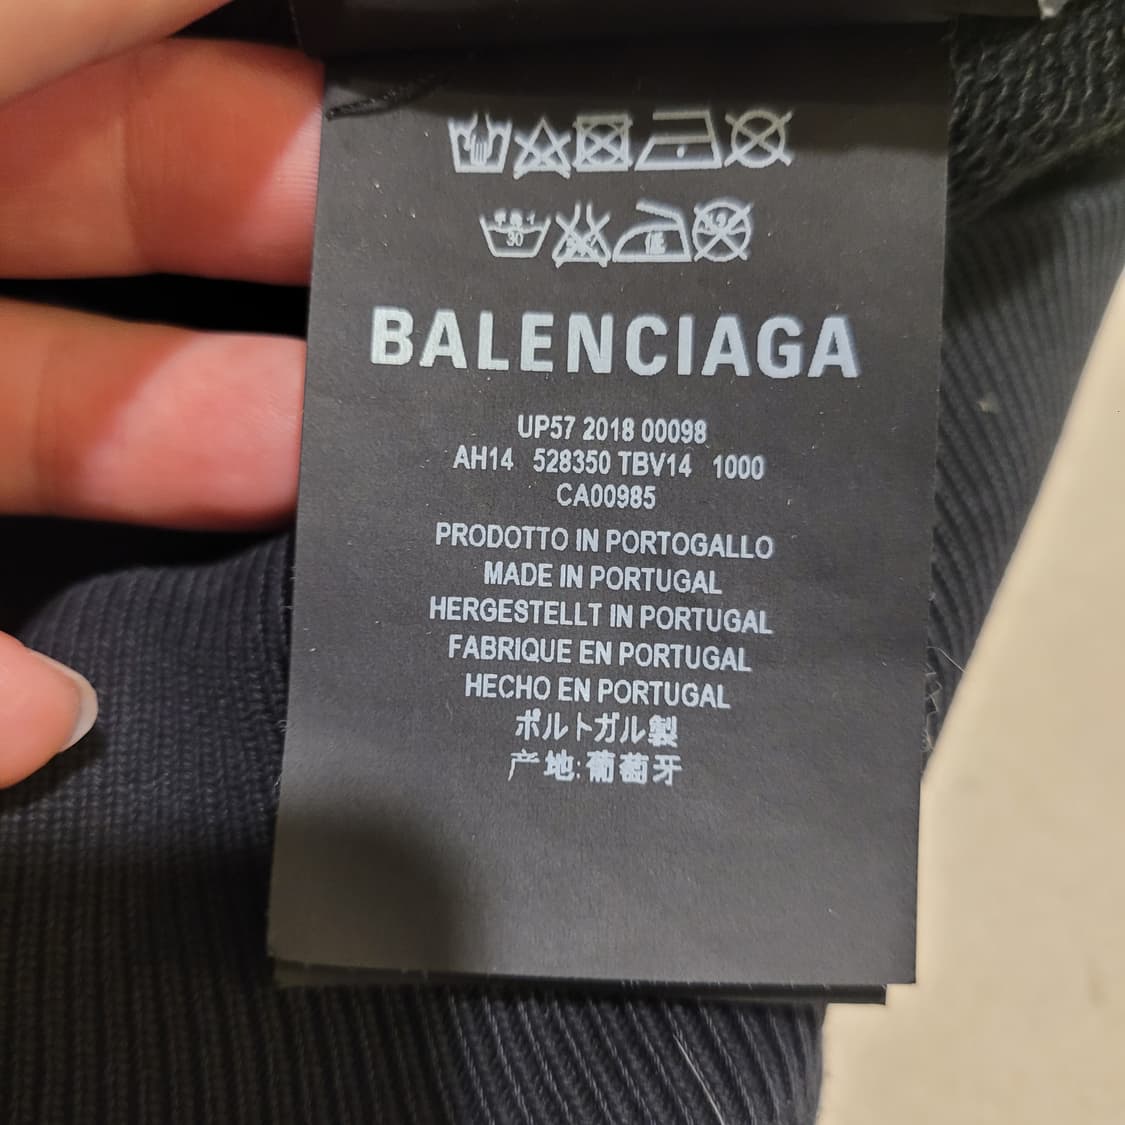 BALENCIAGA
UP57 2018 00098
AH14 528350 TBV14 1000
CA00985
PRODOTTO IN PORTOGALLO
MADE IN PORTUGAL
HERGESTELLT IN PORTUGAL
FABRIQUE EN PORTUGAL
HECHO EN PORTUGAL
ポルトガル製
产地:葡萄牙